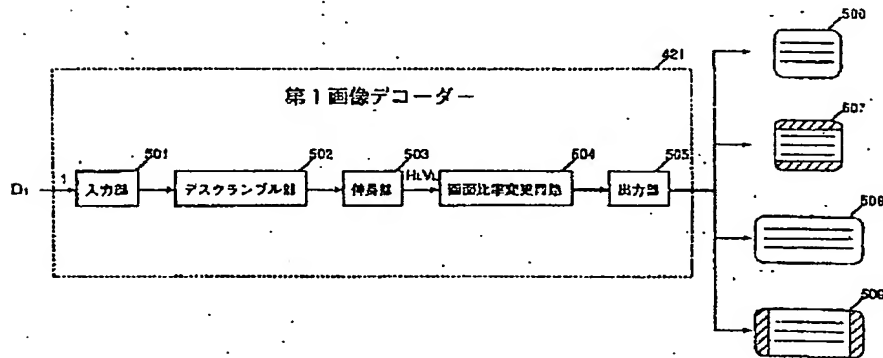 421
第1画像デコーダー
501
502
503
504
505
D1
1
入力部
デスクランブル部
伸長部
H1V1
画面比率変更回路
出力部
507
508